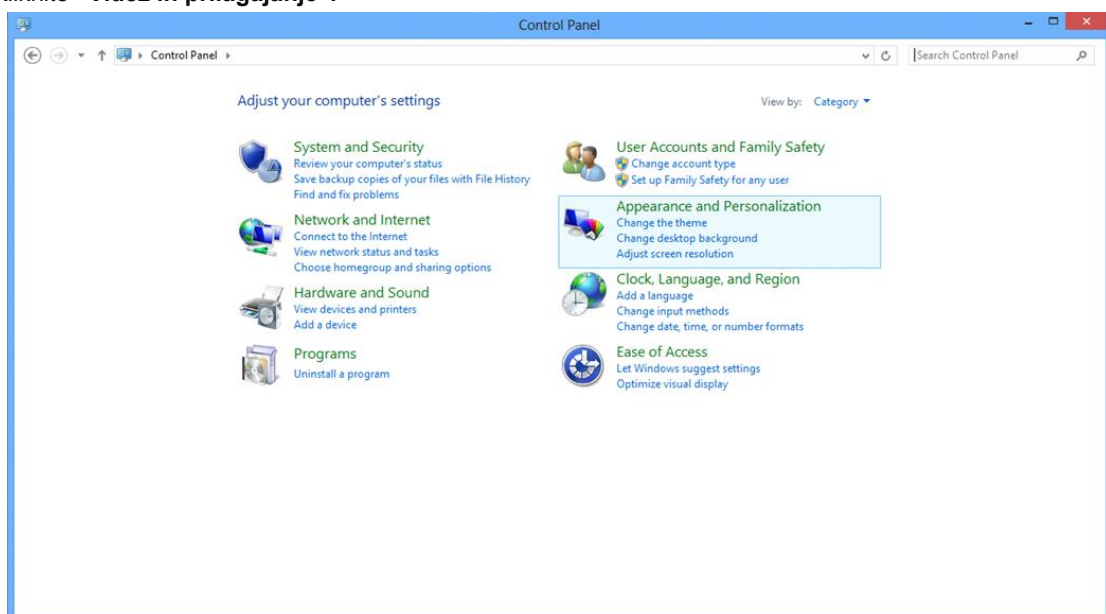 Videz in prilagajanje".
Control Panel
Control Panel
Search Control Panel
Adjust your computer's settings
View by: Category
System and Security
Review your computer's status
Save backup copies of your files with File History
Find and fix problems
Network and Internet
Connect to the Internet
View network status and tasks
Choose homegroup and sharing options
Hardware and Sound
View devices and printers
Add a device
Programs
Uninstall a program
User Accounts and Family Safety
Change account type
Set up Family Safety for any user
Appearance and Personalization
Change the theme
Change desktop background
Adjust screen resolution
Clock, Language, and Region
Add a language
Change input methods
Change date, time, or number formats
Ease of Access
Let Windows suggest settings
Optimize visual display